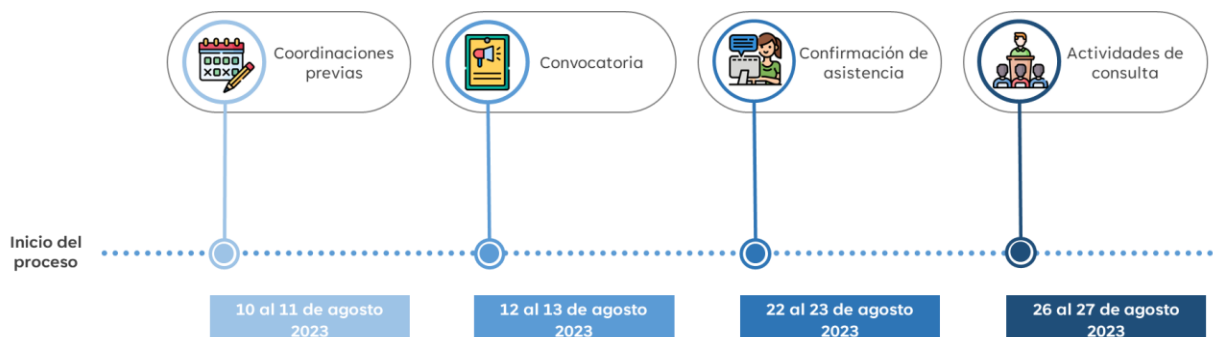 Coordinaciones
previas
Convocatoria
Confirmación de
asistencia
Actividades de
consulta
Inicio del
proceso
10 al 11 de agosto
2023
12 al 13 de agosto
2023
22 al 23 de agosto
2023
26 al 27 de agosto
2023